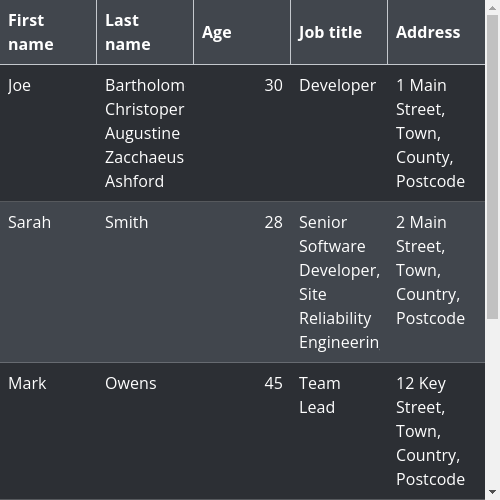 First name
Last name
Age
Job title
Address
Joe
Bartholom
Christoper
Augustine
Zacchaeus
Ashford
30
Developer
1 Main
Street,
Town,
County,
Postcode
Sarah
Smith
28
Senior
Software
Developer,
Site
Reliability
Engineerin
2 Main
Street,
Town,
Country,
Postcode
Mark
Owens
45
Team
Lead
12 Key
Street,
Town,
Country,
Postcode